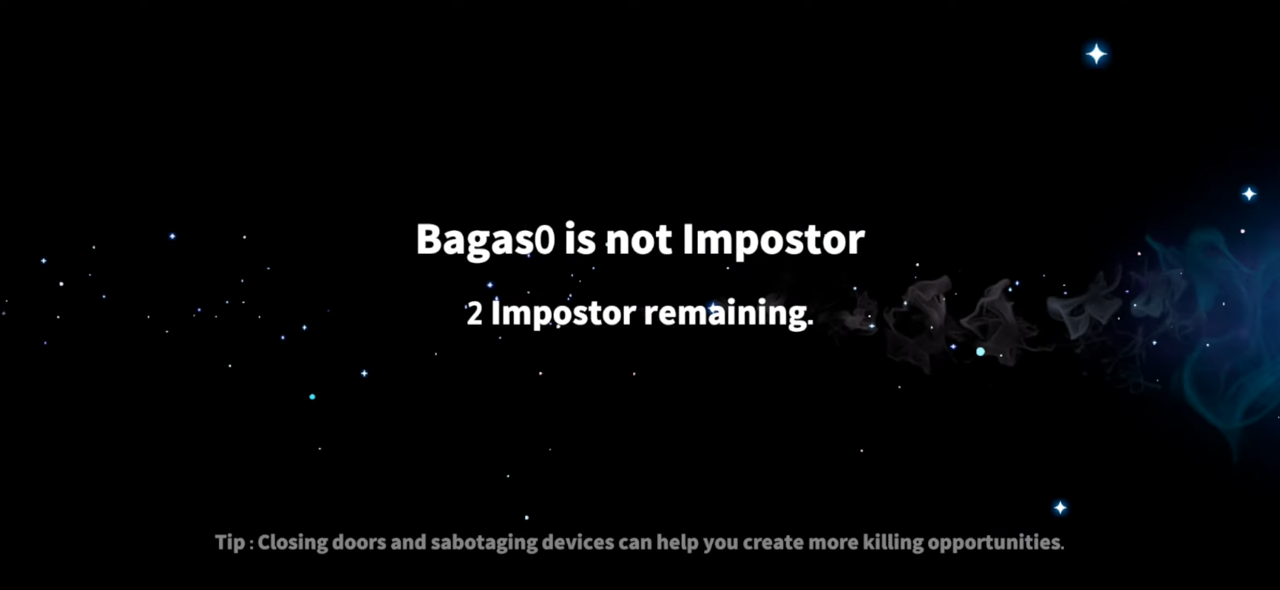 Bagas0 is not Impostor
2 Impostor remaining.
Tip : Closing doors and sabotaging devices can help you create more killing opportunities.